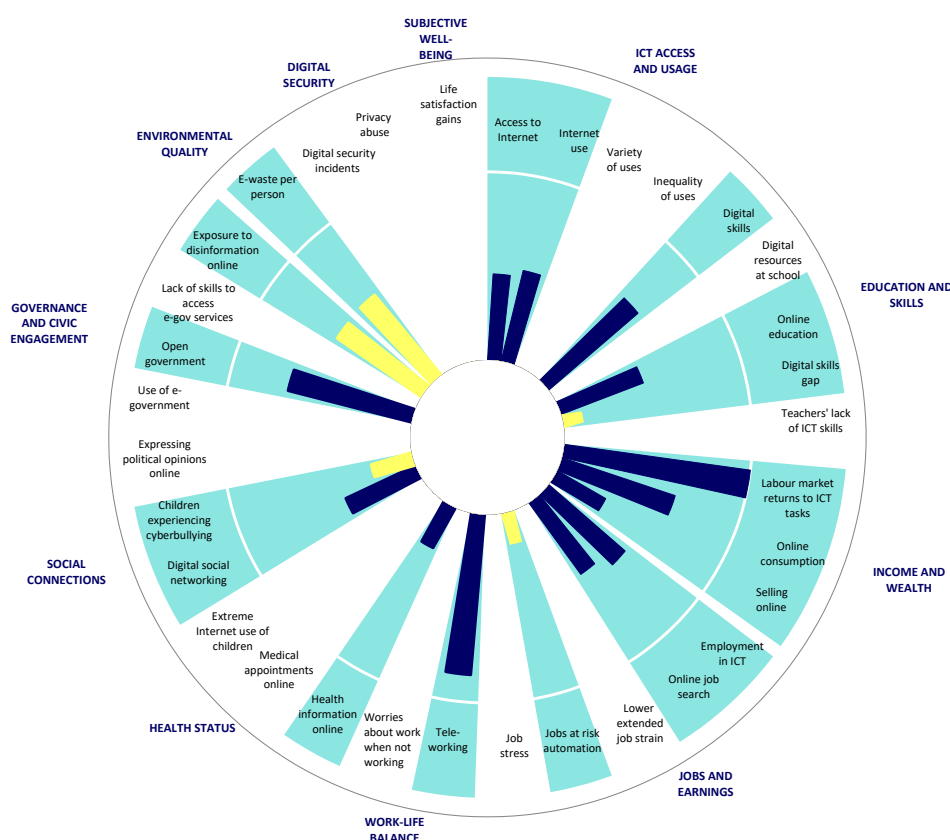 SUBJECTIVE
WELL-
BEING
ICT ACCESS
AND USAGE
DIGITAL
SECURITY
ENVIRONMENTAL
QUALITY
Life
satisfaction
gains
Privacy
abuse
Digital security
incidents
Access to
Internet
Internet
use
Variety
of uses
Inequality
of uses
E-waste per
person
Digital
skills
Exposure to
disinformation
online
Digital
resources
at school
EDUCATION AND
SKILLS
Lack of skills to
access
e-gov services
GOVERNANCE
AND CIVIC
ENGAGEMENT
Online
education
Open
government
Digital skills
gap
Use of e-
government
Teachers' lack
of ICT skills
Expressing
political opinions
online
Labour market
returns to ICT
tasks
Children
experiencing
cyberbullying
Online
consumption
SOCIAL
CONNECTIONS
Digital social
networking
INCOME AND
WEALTH
Selling
online
Extreme
Internet use of
children
Employment
in ICT
Medical
appointments
online
Online job
search
Health
information
online
Lower
extended
job strain
HEALTH STATUS
Worries
about work
when not
working
Tele-
working
Job
stress
Jobs at risk
automation
JOBS AND
EARNINGS
WORK-LIFE
BALANCE